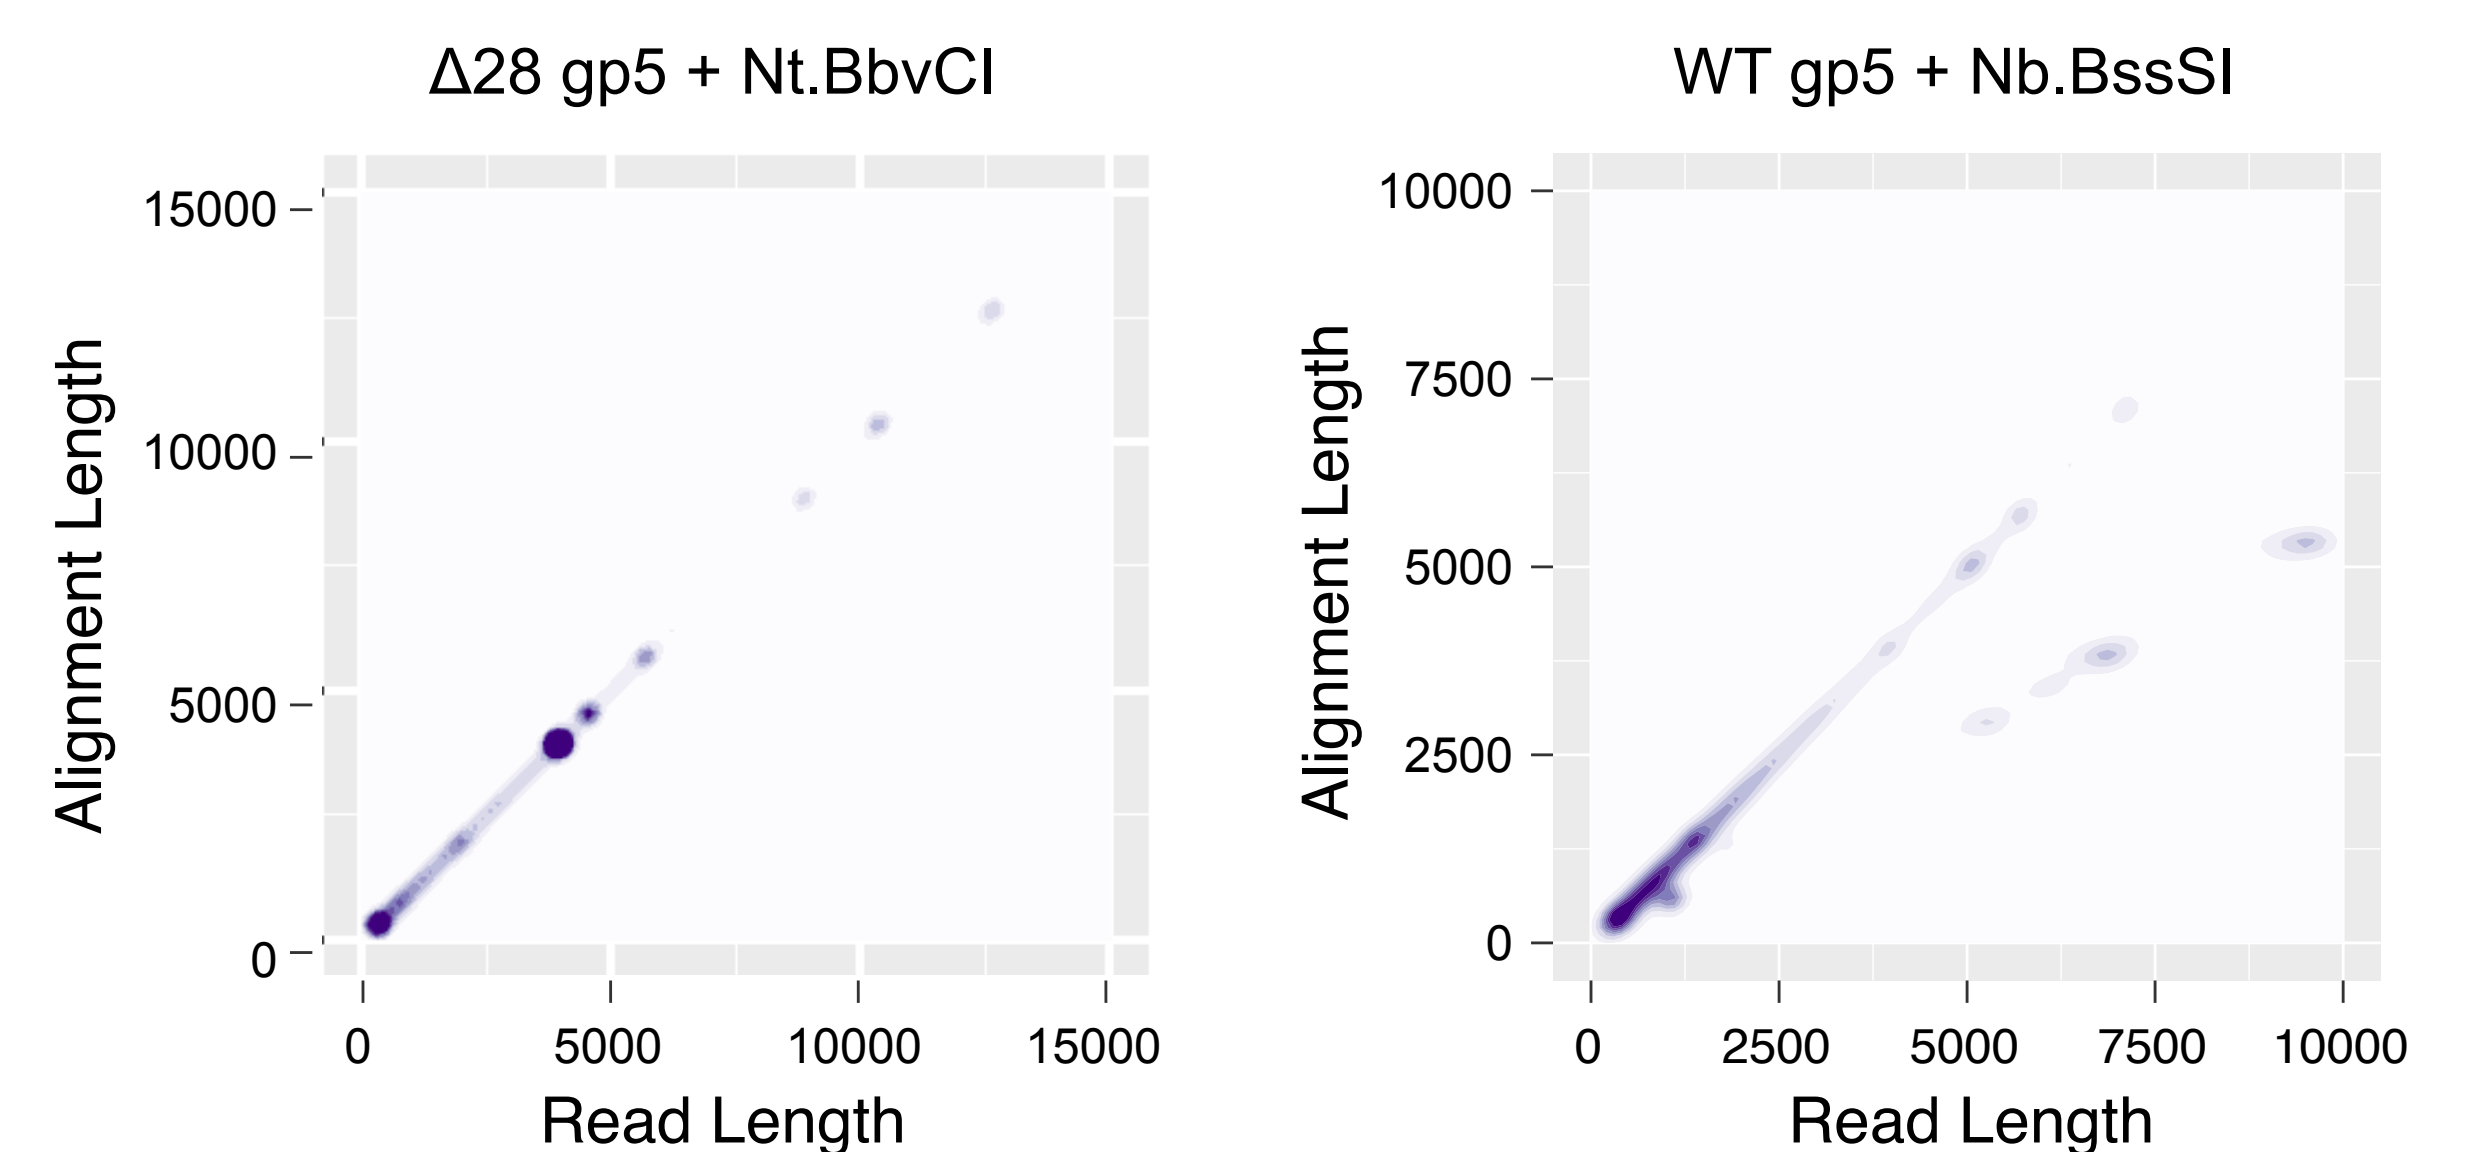 Δ28 gp5 + Nt.BbvCI
15000
10000
5000
0
Alignment Length
0 5000 10000 15000
Read Length
WT gp5 + Nb.BssSI
10000
7500
5000
2500
0
Alignment Length
0 2500 5000 7500 10000
Read Length